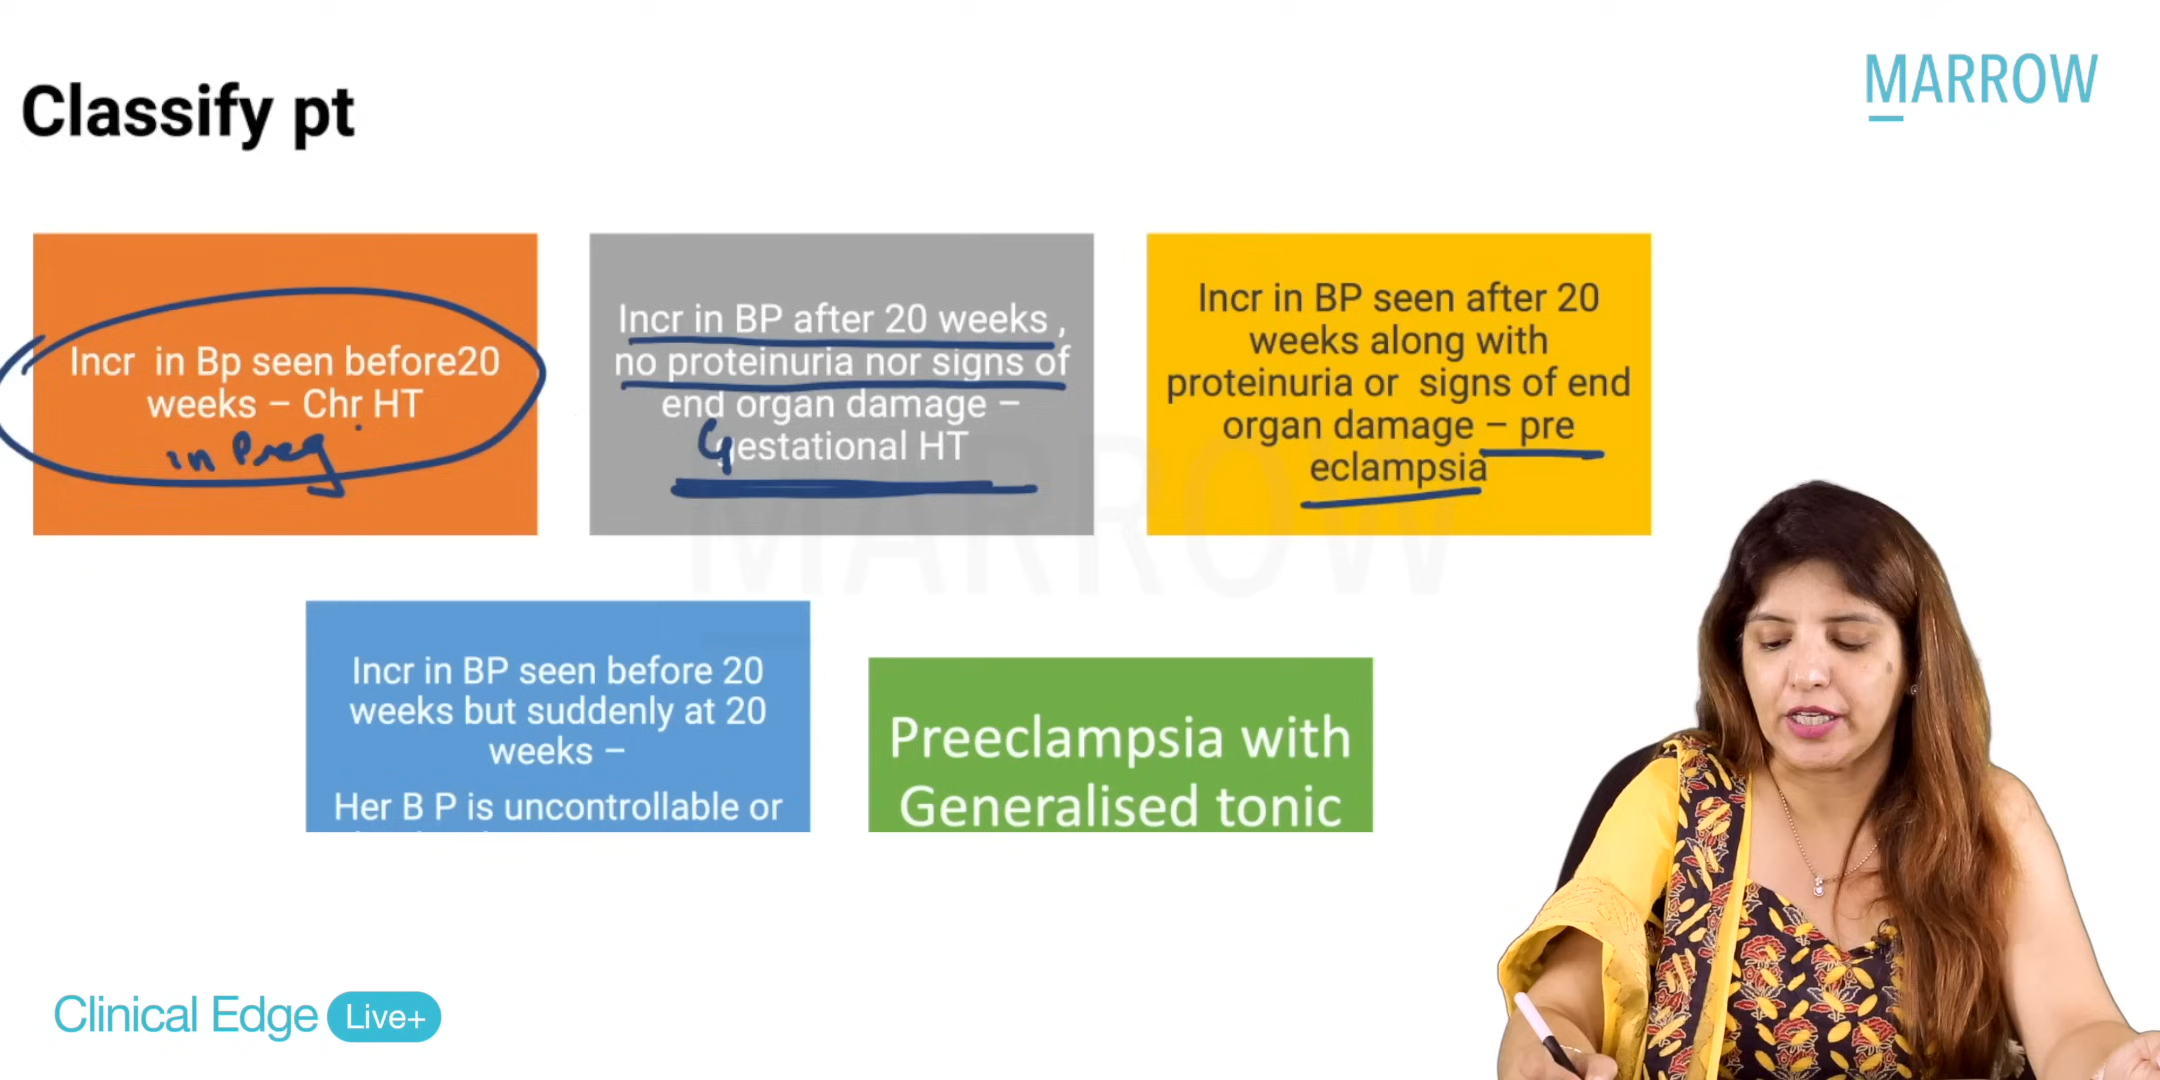 MARROW
Classify pt
Incr in Bp seen before20
weeks – Chr HT
in Preg
Incr in BP after 20 weeks ,
no proteinuria nor signs of
end organ damage –
gestational HT
G
Incr in BP seen after 20
weeks along with
proteinuria or signs of end
organ damage – pre
eclampsia
MARROW
Incr in BP seen before 20
weeks but suddenly at 20
weeks –
Her B P is uncontrollable or
Preeclampsia with
Generalised tonic
Clinical Edge Live+